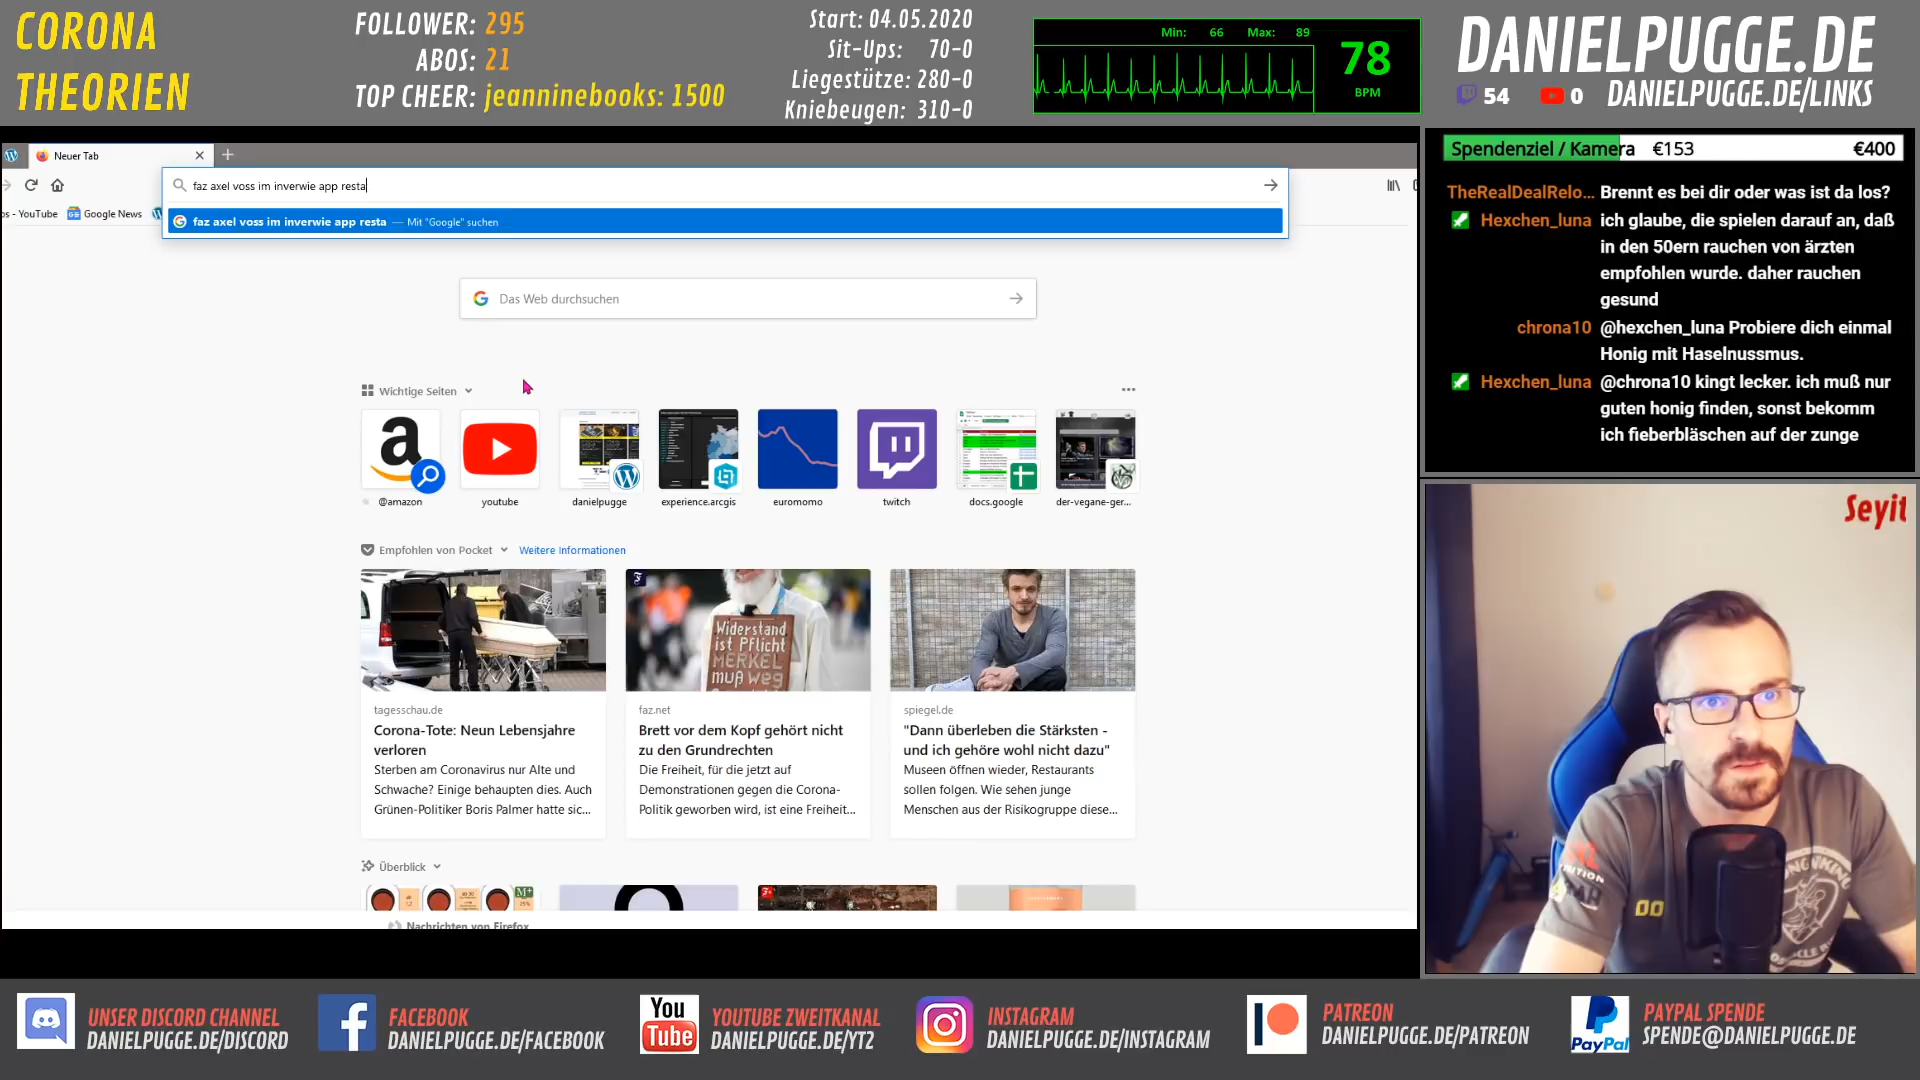 CORONA
THEORIEN
FOLLOWER: 295
ABOS: 21
TOP CHEER: jeanninebooks: 1500
Start: 04.05.2020
Sit-Ups: 70-0
Liegestütze: 280-0
Kniebeugen: 310-0
Min: 66 Max: 89
78
BPM
DANIELPUGGE.DE
54 0 DANIELPUGGE.DE/LINKS
Neuer Tab
faz axel voss im inverwie app resta
faz axel voss im inverwie app resta — Mit "Google" suchen
s - YouTube Google News
Das Web durchsuchen
Wichtige Seiten
@amazon
youtube
danielpugge
experience.arcgis
euromomo
twitch
docs.google
der-vegane-ger...
Empfohlen von Pocket Weitere Informationen
Widerstand
ist Pflicht
MERKEL
muß weg
tagesschau.de
Corona-Tote: Neun Lebensjahre
verloren
Sterben am Coronavirus nur Alte und
Schwache? Einige behaupten dies. Auch
Grünen-Politiker Boris Palmer hatte sic...
faz.net
Brett vor dem Kopf gehört nicht
zu den Grundrechten
Die Freiheit, für die jetzt auf
Demonstrationen gegen die Corona-
Politik geworben wird, ist eine Freiheit...
spiegel.de
"Dann überleben die Stärksten -
und ich gehöre wohl nicht dazu"
Museen öffnen wieder, Restaurants
sollen folgen. Wie sehen junge
Menschen aus der Risikogruppe diese...
Überblick
Nachrichten von Firefox
Spendenziel / Kamera €153 €400
TheRealDealRelo... Brennt es bei dir oder was ist da los?
Hexchen_luna ich glaube, die spielen darauf an, daß
in den 50ern rauchen von ärzten
empfohlen wurde. daher rauchen
gesund
chrona10 @hexchen_luna Probiere dich einmal
Honig mit Haselnussmus.
Hexchen_luna @chrona10 kingt lecker. ich muß nur
guten honig finden, sonst bekomm
ich fieberbläschen auf der zunge
Seyit
UNSER DISCORD CHANNEL
DANIELPUGGE.DE/DISCORD
FACEBOOK
DANIELPUGGE.DE/FACEBOOK
You
Tube
YOUTUBE ZWEITKANAL
DANIELPUGGE.DE/YT2
INSTAGRAM
DANIELPUGGE.DE/INSTAGRAM
PATREON
DANIELPUGGE.DE/PATREON
PayPal
PAYPAL SPENDE
SPENDE@DANIELPUGGE.DE